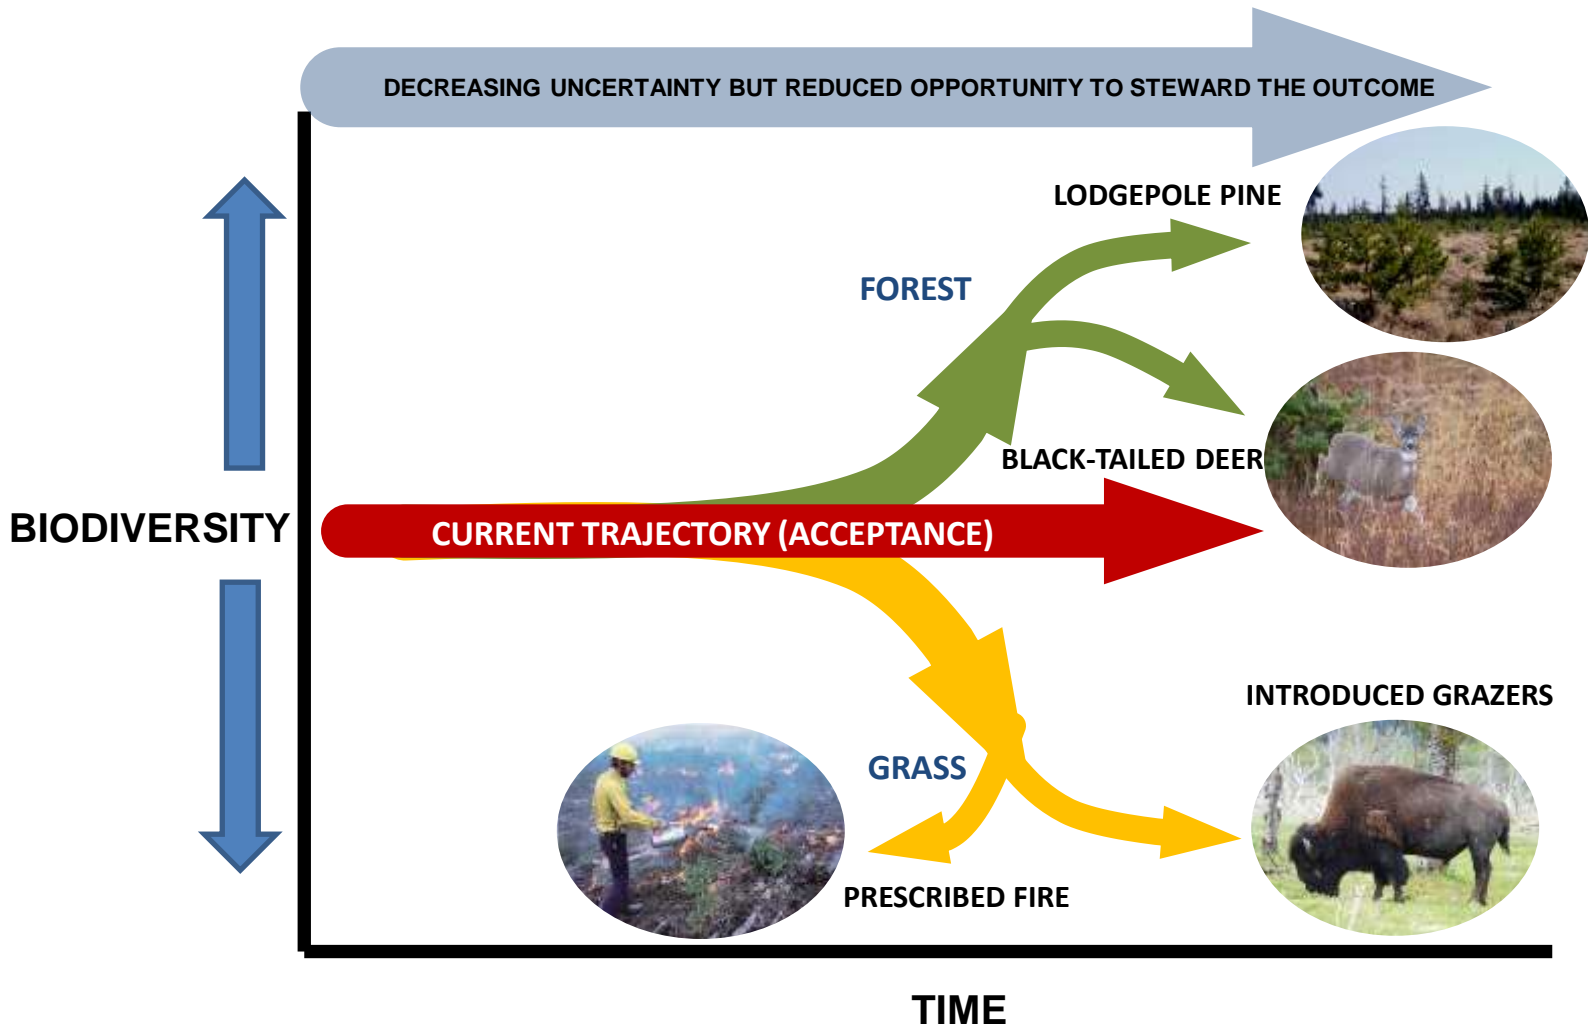 DECREASING UNCERTAINTY BUT REDUCED OPPORTUNITY TO STEWARD THE OUTCOME
LODGEPOLE PINE
FOREST
BLACK-TAILED DEER
BIODIVERSITY
CURRENT TRAJECTORY (ACCEPTANCE)
INTRODUCED GRAZERS
GRASS
PRESCRIBED FIRE
TIME